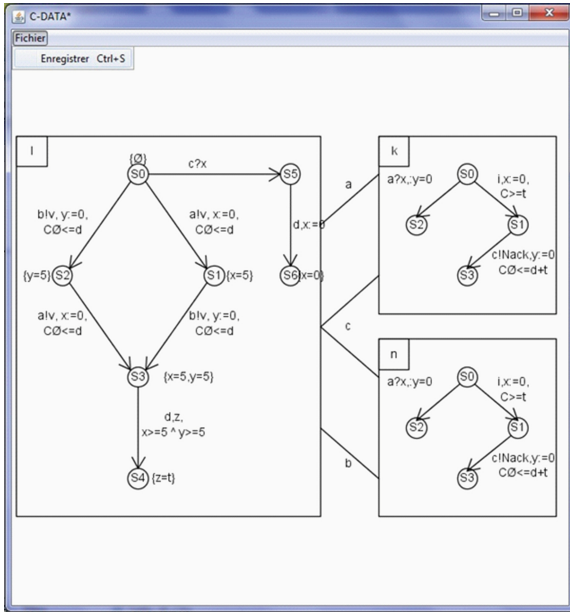 C-DATA*
Fichier
Enregistrer Ctrl+S
l
{Ø}
S0
c?x
S5
b!v, y:=0,
CØ<=d
a!v, x:=0,
CØ<=d
d,x:=0
{y=5}
S2
S1
{x=5}
S6
{x=0}
a!v, x:=0,
CØ<=d
b!v, y:=0,
CØ<=d
S3
{x=5,y=5}
d,z,
x>=5 ^ y>=5
S4
{z=t}
a
c
b
k
a?x,:y=0
S0
i,x:=0,
C>=t
S2
S1
c!Nack,y:=0
CØ<=d+t
S3
n
a?x,:y=0
S0
i,x:=0,
C>=t
S2
S1
c!Nack,y:=0
CØ<=d+t
S3